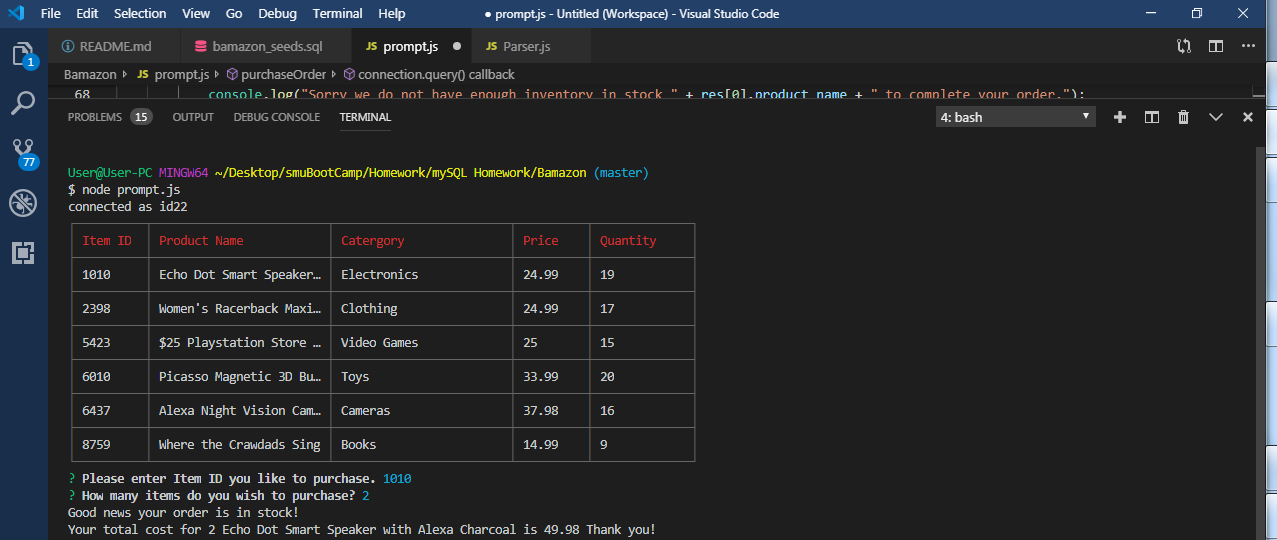 File Edit Selection View Go Debug Terminal Help ● prompt.js - Untitled (Workspace) - Visual Studio Code
README.md bamazon_seeds.sql JS prompt.js ● JS Parser.js
Bamazon ▸ JS prompt.js ▸ purchaseOrder ▸ connection.query() callback
68 console.log("Sorry we do not have enough inventory in stock " + res[0].product_name + " to complete your order.");
PROBLEMS 15 OUTPUT DEBUG CONSOLE TERMINAL 4: bash
1
77
User@User-PC MINGW64 ~/Desktop/smuBootCamp/Homework/mySQL Homework/Bamazon (master)
$ node prompt.js
connected as id22
Item ID Product Name Catergory Price Quantity
1010 Echo Dot Smart Speaker… Electronics 24.99 19
2398 Women's Racerback Maxi… Clothing 24.99 17
5423 $25 Playstation Store … Video Games 25 15
6010 Picasso Magnetic 3D Bu… Toys 33.99 20
6437 Alexa Night Vision Cam… Cameras 37.98 16
8759 Where the Crawdads Sing Books 14.99 9
? Please enter Item ID you like to purchase. 1010
? How many items do you wish to purchase? 2
Good news your order is in stock!
Your total cost for 2 Echo Dot Smart Speaker with Alexa Charcoal is 49.98 Thank you!